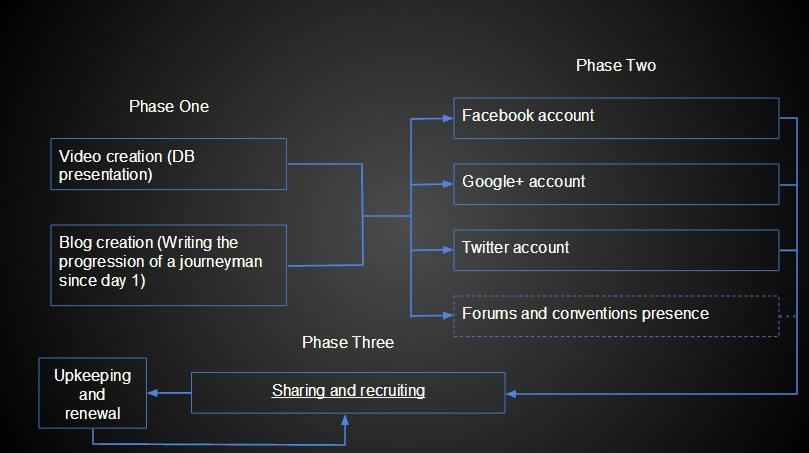 Phase One
Video creation (DB
presentation)
Blog creation (Writing the
progression of a journeyman
since day 1)
Phase Two
Facebook account
Google+ account
Twitter account
Forums and conventions presence
Phase Three
Sharing and recruiting
Upkeeping
and
renewal